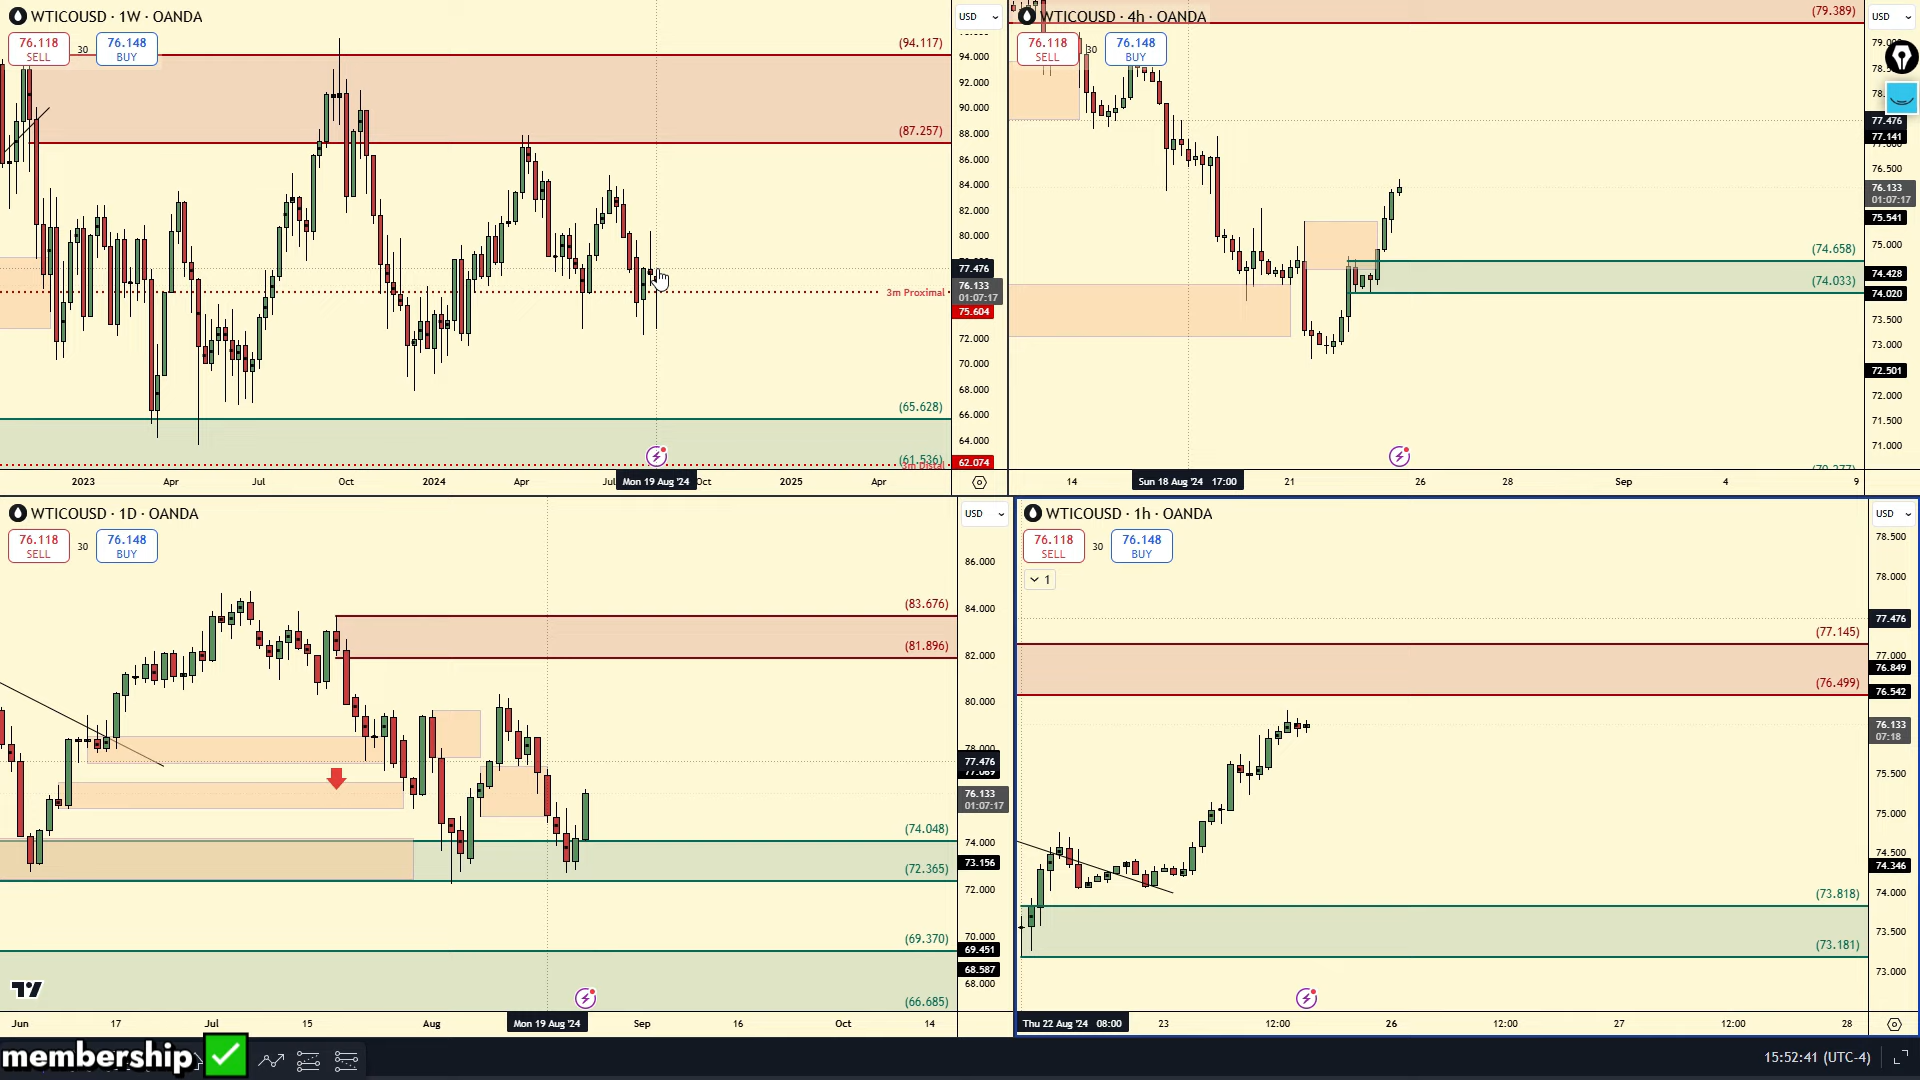 WTICOUSD · 1W · OANDA
76.118 SELL
30
76.148 BUY
USD
(94.117)
(87.257)
3m Proximal
(65.628)
(61.536)
94.000
92.000
90.000
88.000
86.000
84.000
82.000
80.000
77.476
76.133
01:07:17
75.604
72.000
70.000
68.000
66.000
64.000
62.074
2023
Apr
Jul
Oct
2024
Apr
Jul
Mon 19 Aug '24
Oct
2025
Apr
WTICOUSD · 4h · OANDA
76.118 SELL
30
76.148 BUY
USD
(79.389)
(74.658)
(74.033)
77.476
77.141
76.500
76.133
01:07:17
75.541
75.000
74.428
74.020
73.500
73.000
72.501
72.000
71.500
71.000
14
Sun 18 Aug '24 17:00
21
26
28
Sep
4
9
WTICOUSD · 1D · OANDA
76.118 SELL
30
76.148 BUY
USD
(83.676)
(81.896)
(74.048)
(72.365)
(69.370)
(66.685)
86.000
84.000
82.000
80.000
78.000
77.476
76.133
01:07:17
74.000
73.156
72.000
70.000
69.451
68.587
68.000
Jun
17
Jul
15
Aug
Mon 19 Aug '24
Sep
16
Oct
14
WTICOUSD · 1h · OANDA
76.118 SELL
30
76.148 BUY
1
USD
(77.145)
(76.499)
(73.818)
(73.181)
78.500
78.000
77.476
77.000
76.849
76.542
76.133
07:18
75.500
75.000
74.500
74.346
74.000
73.500
73.000
Thu 22 Aug '24 08:00
23
12:00
26
12:00
27
12:00
28
membership
15:52:41 (UTC-4)